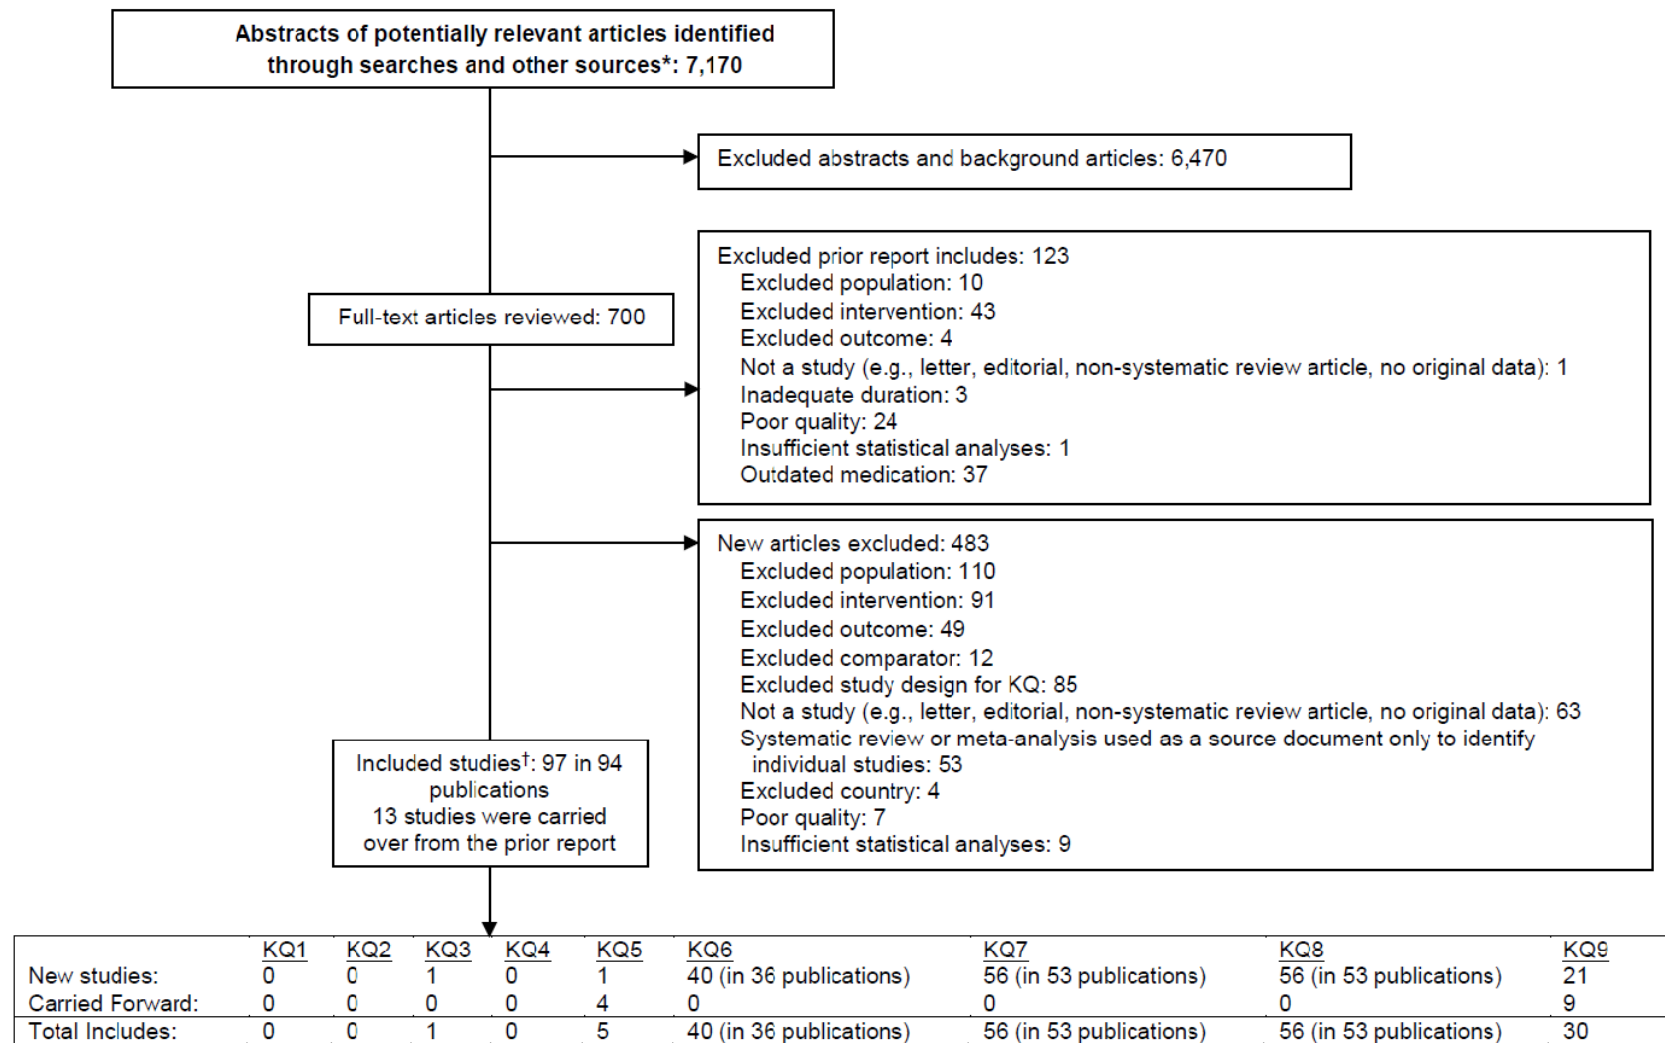 Abstracts of potentially relevant articles identified
through searches and other sources*: 7,170
Excluded abstracts and background articles: 6,470
Full-text articles reviewed: 700
Excluded prior report includes: 123
Excluded population: 10
Excluded intervention: 43
Excluded outcome: 4
Not a study (e.g., letter, editorial, non-systematic review article, no original data): 1
Inadequate duration: 3
Poor quality: 24
Insufficient statistical analyses: 1
Outdated medication: 37
New articles excluded: 483
Excluded population: 110
Excluded intervention: 91
Excluded outcome: 49
Excluded comparator: 12
Excluded study design for KQ: 85
Not a study (e.g., letter, editorial, non-systematic review article, no original data): 63
Systematic review or meta-analysis used as a source document only to identify
individual studies: 53
Excluded country: 4
Poor quality: 7
Insufficient statistical analyses: 9
Included studies†: 97 in 94
publications
13 studies were carried
over from the prior report
KQ1 KQ2 KQ3 KQ4 KQ5 KQ6 KQ7 KQ8 KQ9
New studies: 0 0 1 0 1 40 (in 36 publications) 56 (in 53 publications) 56 (in 53 publications) 21
Carried Forward: 0 0 0 0 4 0 0 0 9
Total Includes: 0 0 1 0 5 40 (in 36 publications) 56 (in 53 publications) 56 (in 53 publications) 30